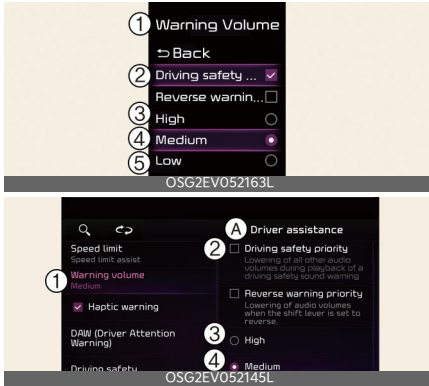 ① Warning Volume
⮌ Back
② Driving safety ...
Reverse warnin...
③ High
④ Medium
⑤ Low
OSG2EV052163L
Ⓐ Driver assistance
Speed limit
Speed limit assist
① Warning volume
Medium
Haptic warning
DAW (Driver Attention
Warning)
Driving safety
② Driving safety priority
Lowering of all other audio
volumes during playback of a
driving safety sound warning
Reverse warning priority
Lowering of audio volumes
when the shift lever is set to
reverse.
③ High
④ Medium
OSG2EV052145L